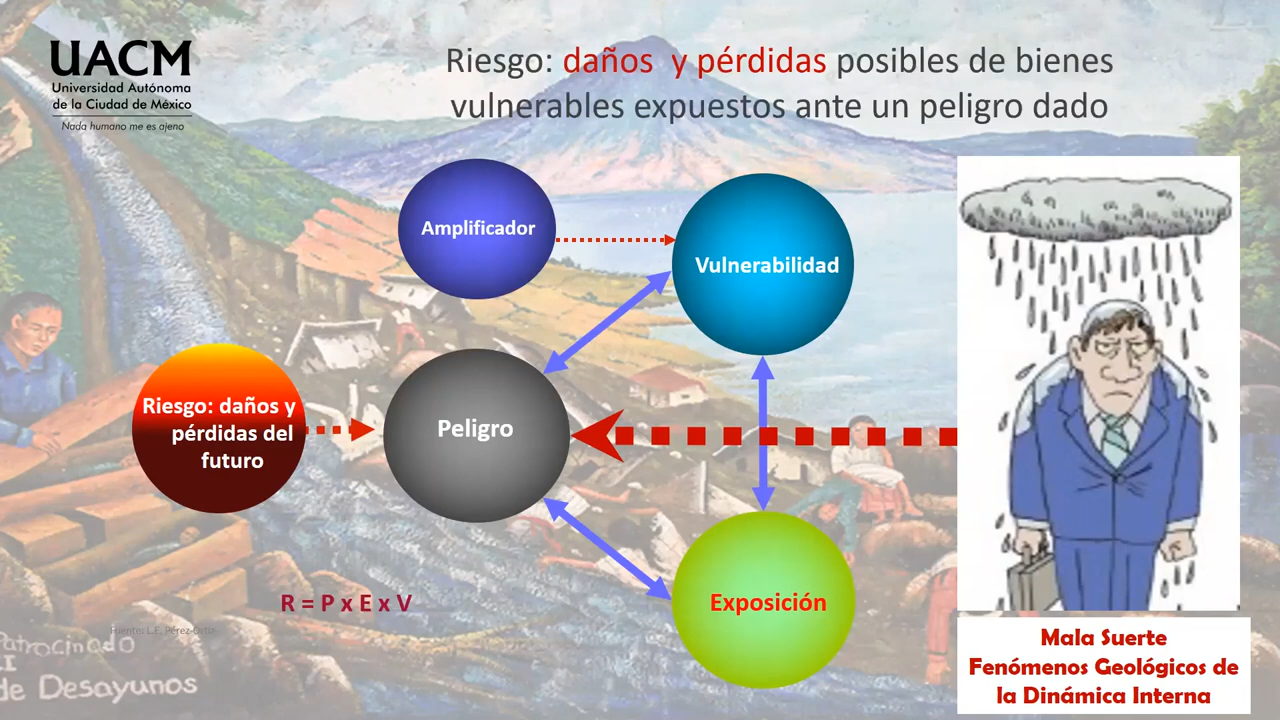 UACM
Universidad Autónoma
de la Ciudad de México
Nada humano me es ajeno
Riesgo: daños y pérdidas posibles de bienes
vulnerables expuestos ante un peligro dado
Amplificador
Vulnerabilidad
Riesgo: daños y
pérdidas del
futuro
Peligro
Exposición
R = P x E x V
Fuente: L.E. Pérez-Ortiz
Patrocinado
de Desayunos
Mala Suerte
Fenómenos Geológicos de
la Dinámica Interna